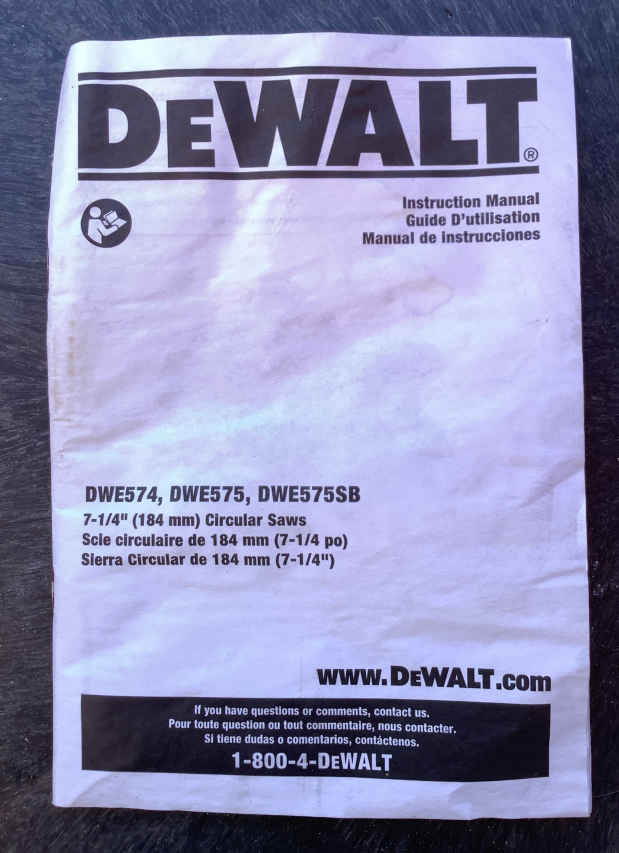 DEWALT®
Instruction Manual
Guide D'utilisation
Manual de instrucciones
DWE574, DWE575, DWE575SB
7-1/4" (184 mm) Circular Saws
Scie circulaire de 184 mm (7-1/4 po)
Sierra Circular de 184 mm (7-1/4")
www.DEWALT.com
If you have questions or comments, contact us.
Pour toute question ou tout commentaire, nous contacter.
Si tiene dudas o comentarios, contáctenos.
1-800-4-DEWALT